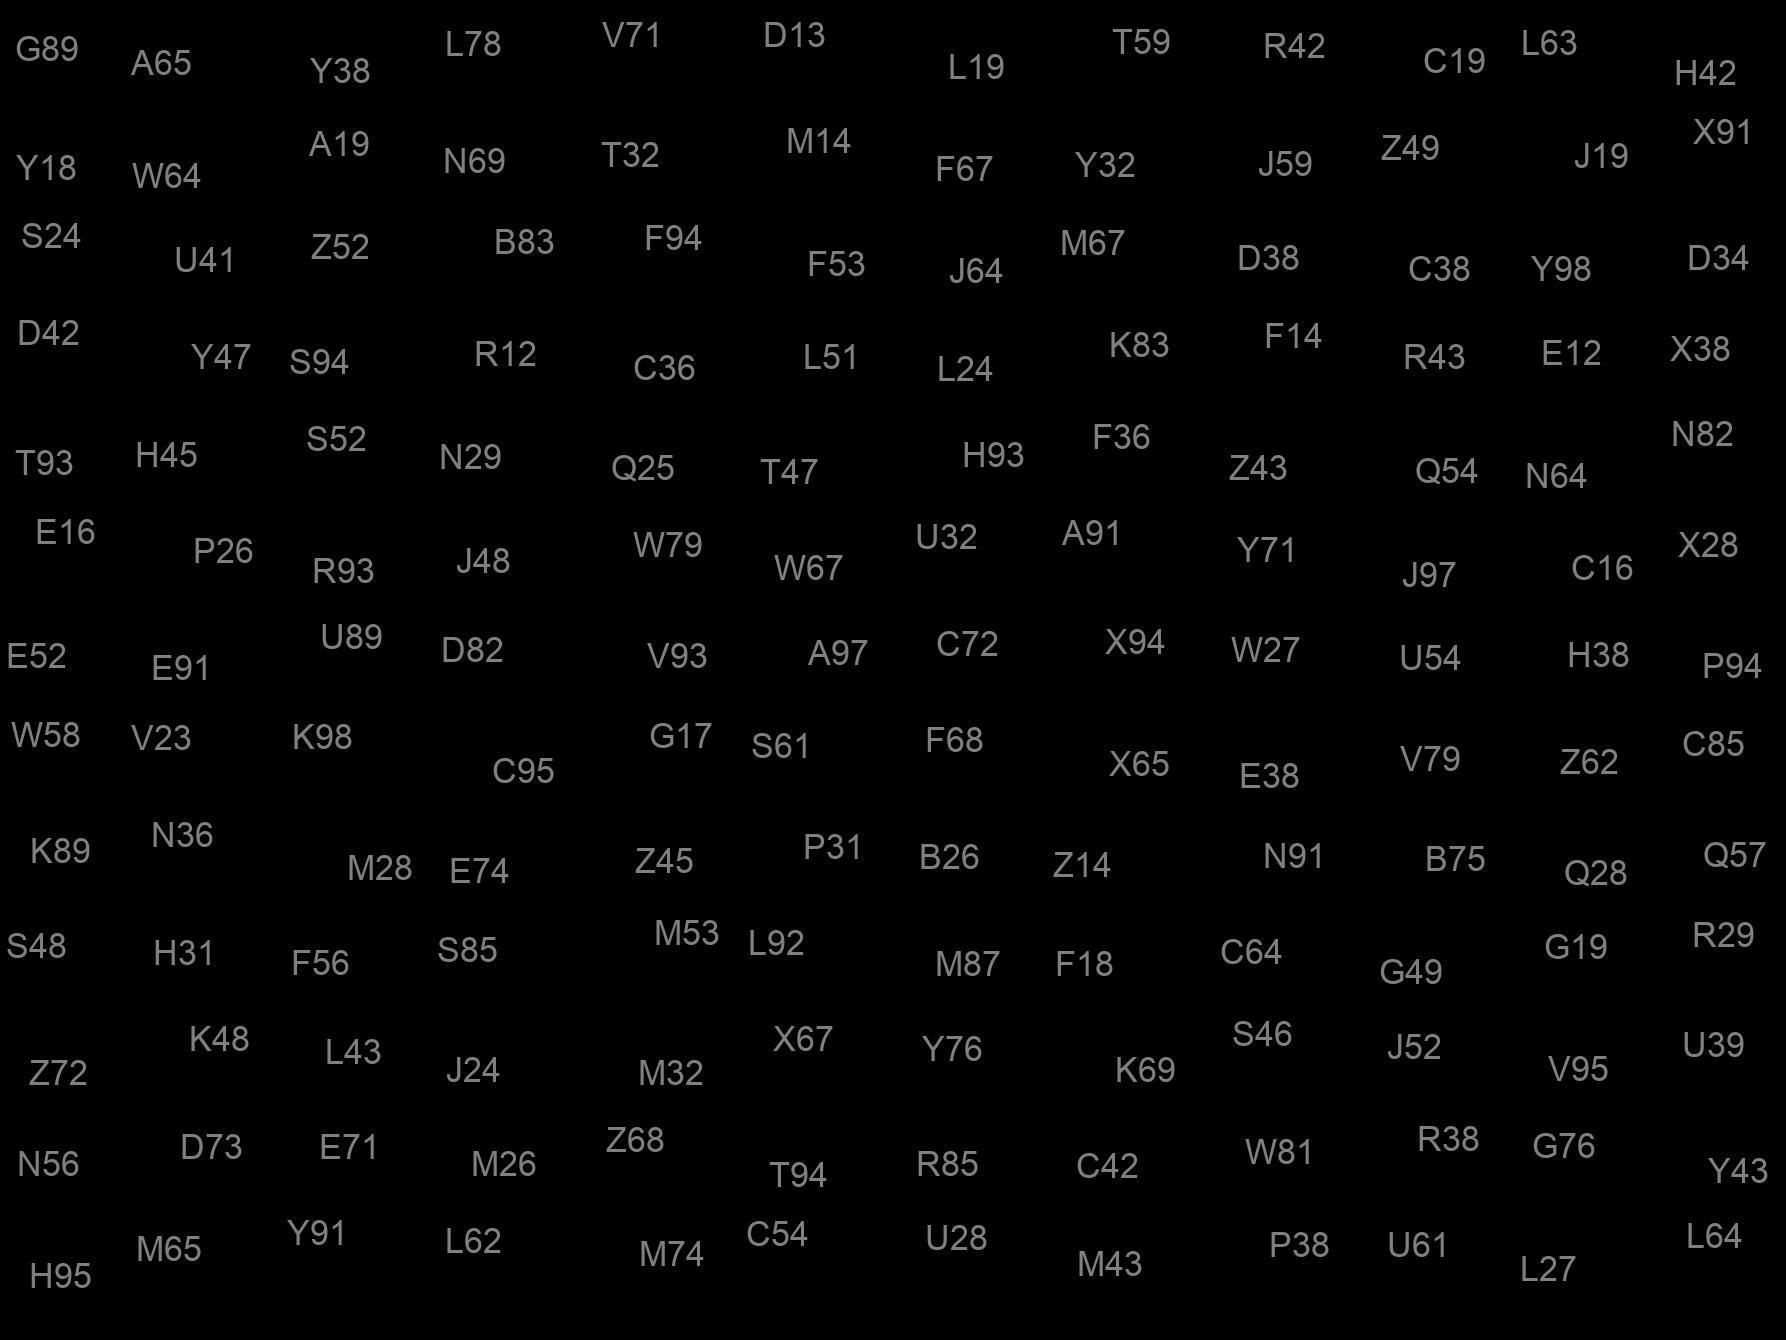 G89 A65 Y38 L78 V71 D13 L19 T59 R42 C19 L63 H42
Y18 W64 A19 N69 T32 M14 F67 Y32 J59 Z49 J19 X91
S24 U41 Z52 B83 F94 F53 J64 M67 D38 C38 Y98 D34
D42 Y47 S94 R12 C36 L51 L24 K83 F14 R43 E12 X38
T93 H45 S52 N29 Q25 T47 H93 F36 Z43 Q54 N64 N82
E16 P26 R93 J48 W79 W67 U32 A91 Y71 J97 C16 X28
E52 E91 U89 D82 V93 A97 C72 X94 W27 U54 H38 P94
W58 V23 K98 C95 G17 S61 F68 X65 E38 V79 Z62 C85
K89 N36 M28 E74 Z45 P31 B26 Z14 N91 B75 Q28 Q57
S48 H31 F56 S85 M53 L92 M87 F18 C64 G49 G19 R29
Z72 K48 L43 J24 M32 X67 Y76 K69 S46 J52 V95 U39
N56 D73 E71 M26 Z68 T94 R85 C42 W81 R38 G76 Y43
H95 M65 Y91 L62 M74 C54 U28 M43 P38 U61 L27 L64